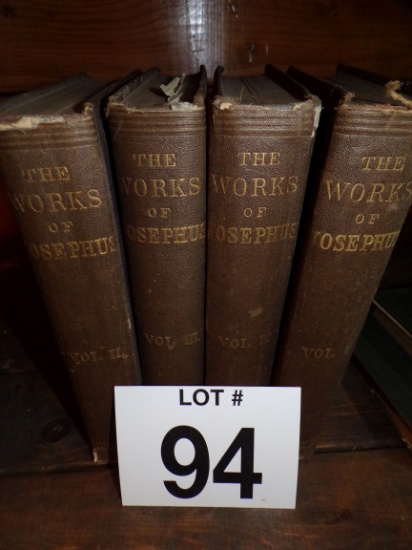 THE
WORKS
OF
JOSEPHUS
VOL. II.
THE
WORKS
OF
JOSEPHUS
VOL. III.
THE
WORKS
OF
JOSEPHUS
VOL. IV.
THE
WORKS
OF
JOSEPHUS
VOL.
LOT #
94